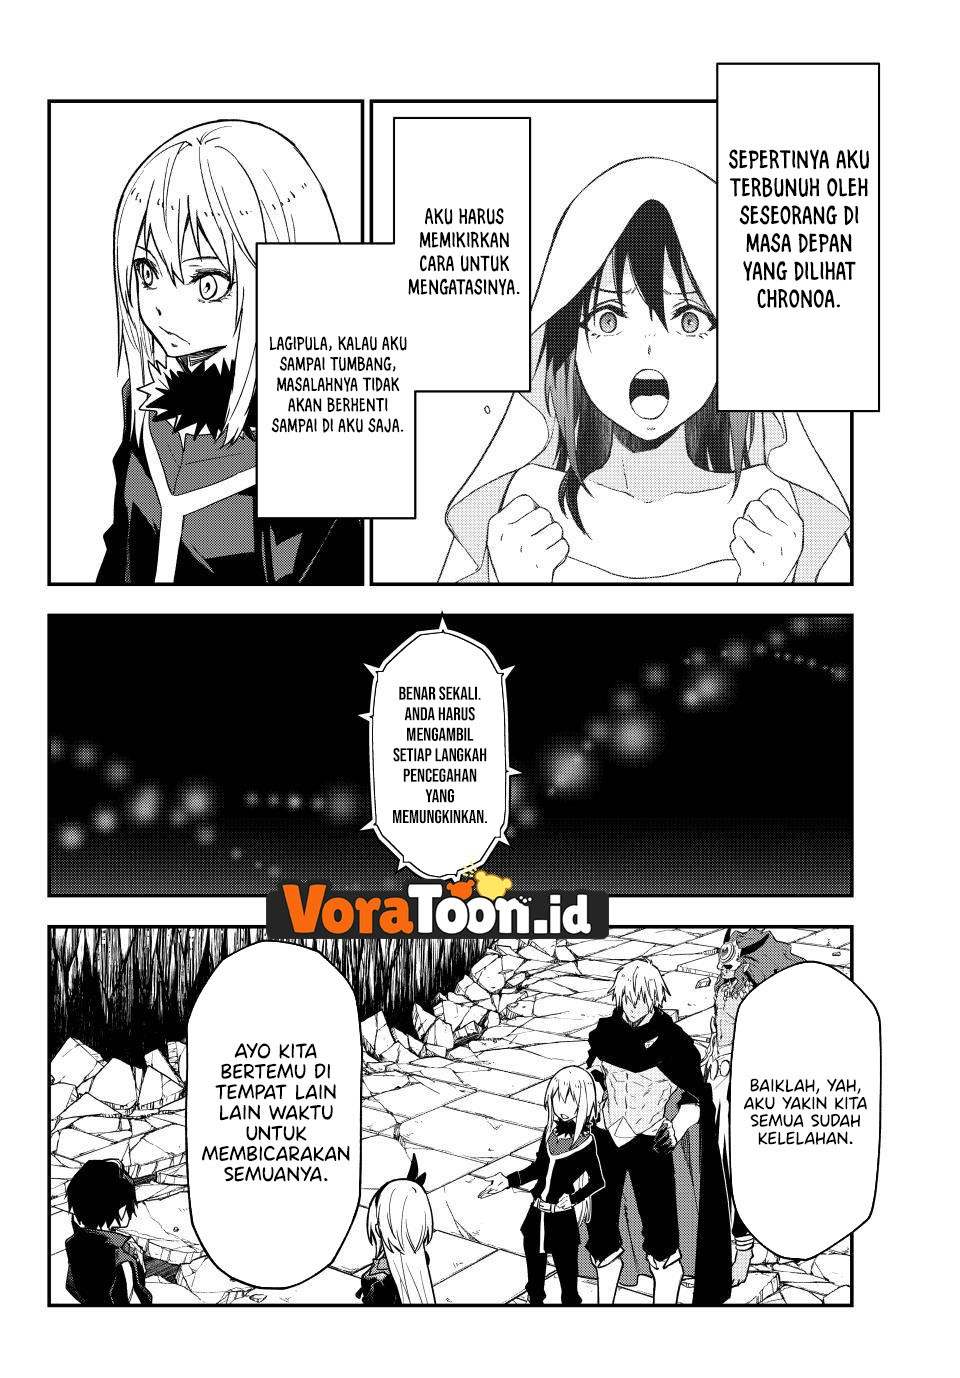 SEPERTINYA AKU
TERBUNUH OLEH
SESEORANG DI
MASA DEPAN
YANG DILIHAT
CHRONOA.
AKU HARUS
MEMIKIRKAN
CARA UNTUK
MENGATASINYA.
LAGIPULA, KALAU AKU
SAMPAI TUMBANG,
MASALAHNYA TIDAK
AKAN BERHENTI
SAMPAI DI AKU SAJA.
BENAR SEKALI.
ANDA HARUS
MENGAMBIL
SETIAP LANGKAH
PENCEGAHAN
YANG
MEMUNGKINKAN.
VoraToon.id
BAIKLAH, YAH,
AKU YAKIN KITA
SEMUA SUDAH
KELELAHAN.
AYO KITA
BERTEMU DI
TEMPAT LAIN
LAIN WAKTU
UNTUK
MEMBICARAKAN
SEMUANYA.